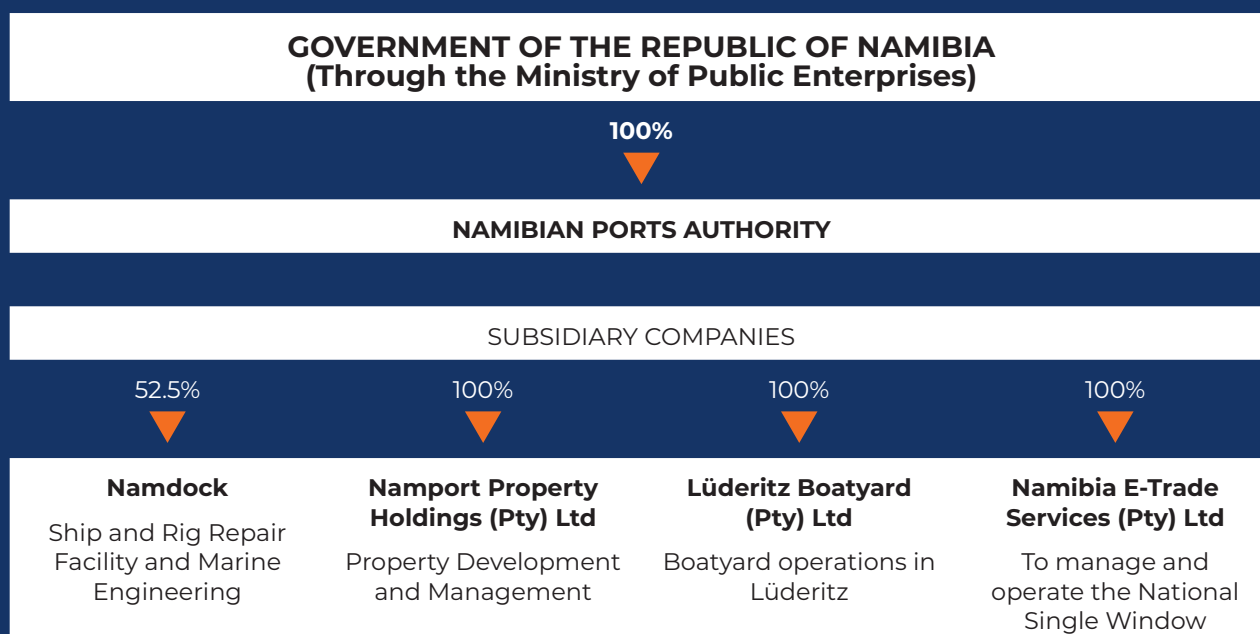 GOVERNMENT OF THE REPUBLIC OF NAMIBIA
(Through the Ministry of Public Enterprises)
100%
NAMIBIAN PORTS AUTHORITY
SUBSIDIARY COMPANIES
52.5%
100%
100%
100%
Namdock
Ship and Rig Repair
Facility and Marine
Engineering
Namport Property
Holdings (Pty) Ltd
Property Development
and Management
Lüderitz Boatyard
(Pty) Ltd
Boatyard operations in
Lüderitz
Namibia E-Trade
Services (Pty) Ltd
To manage and
operate the National
Single Window